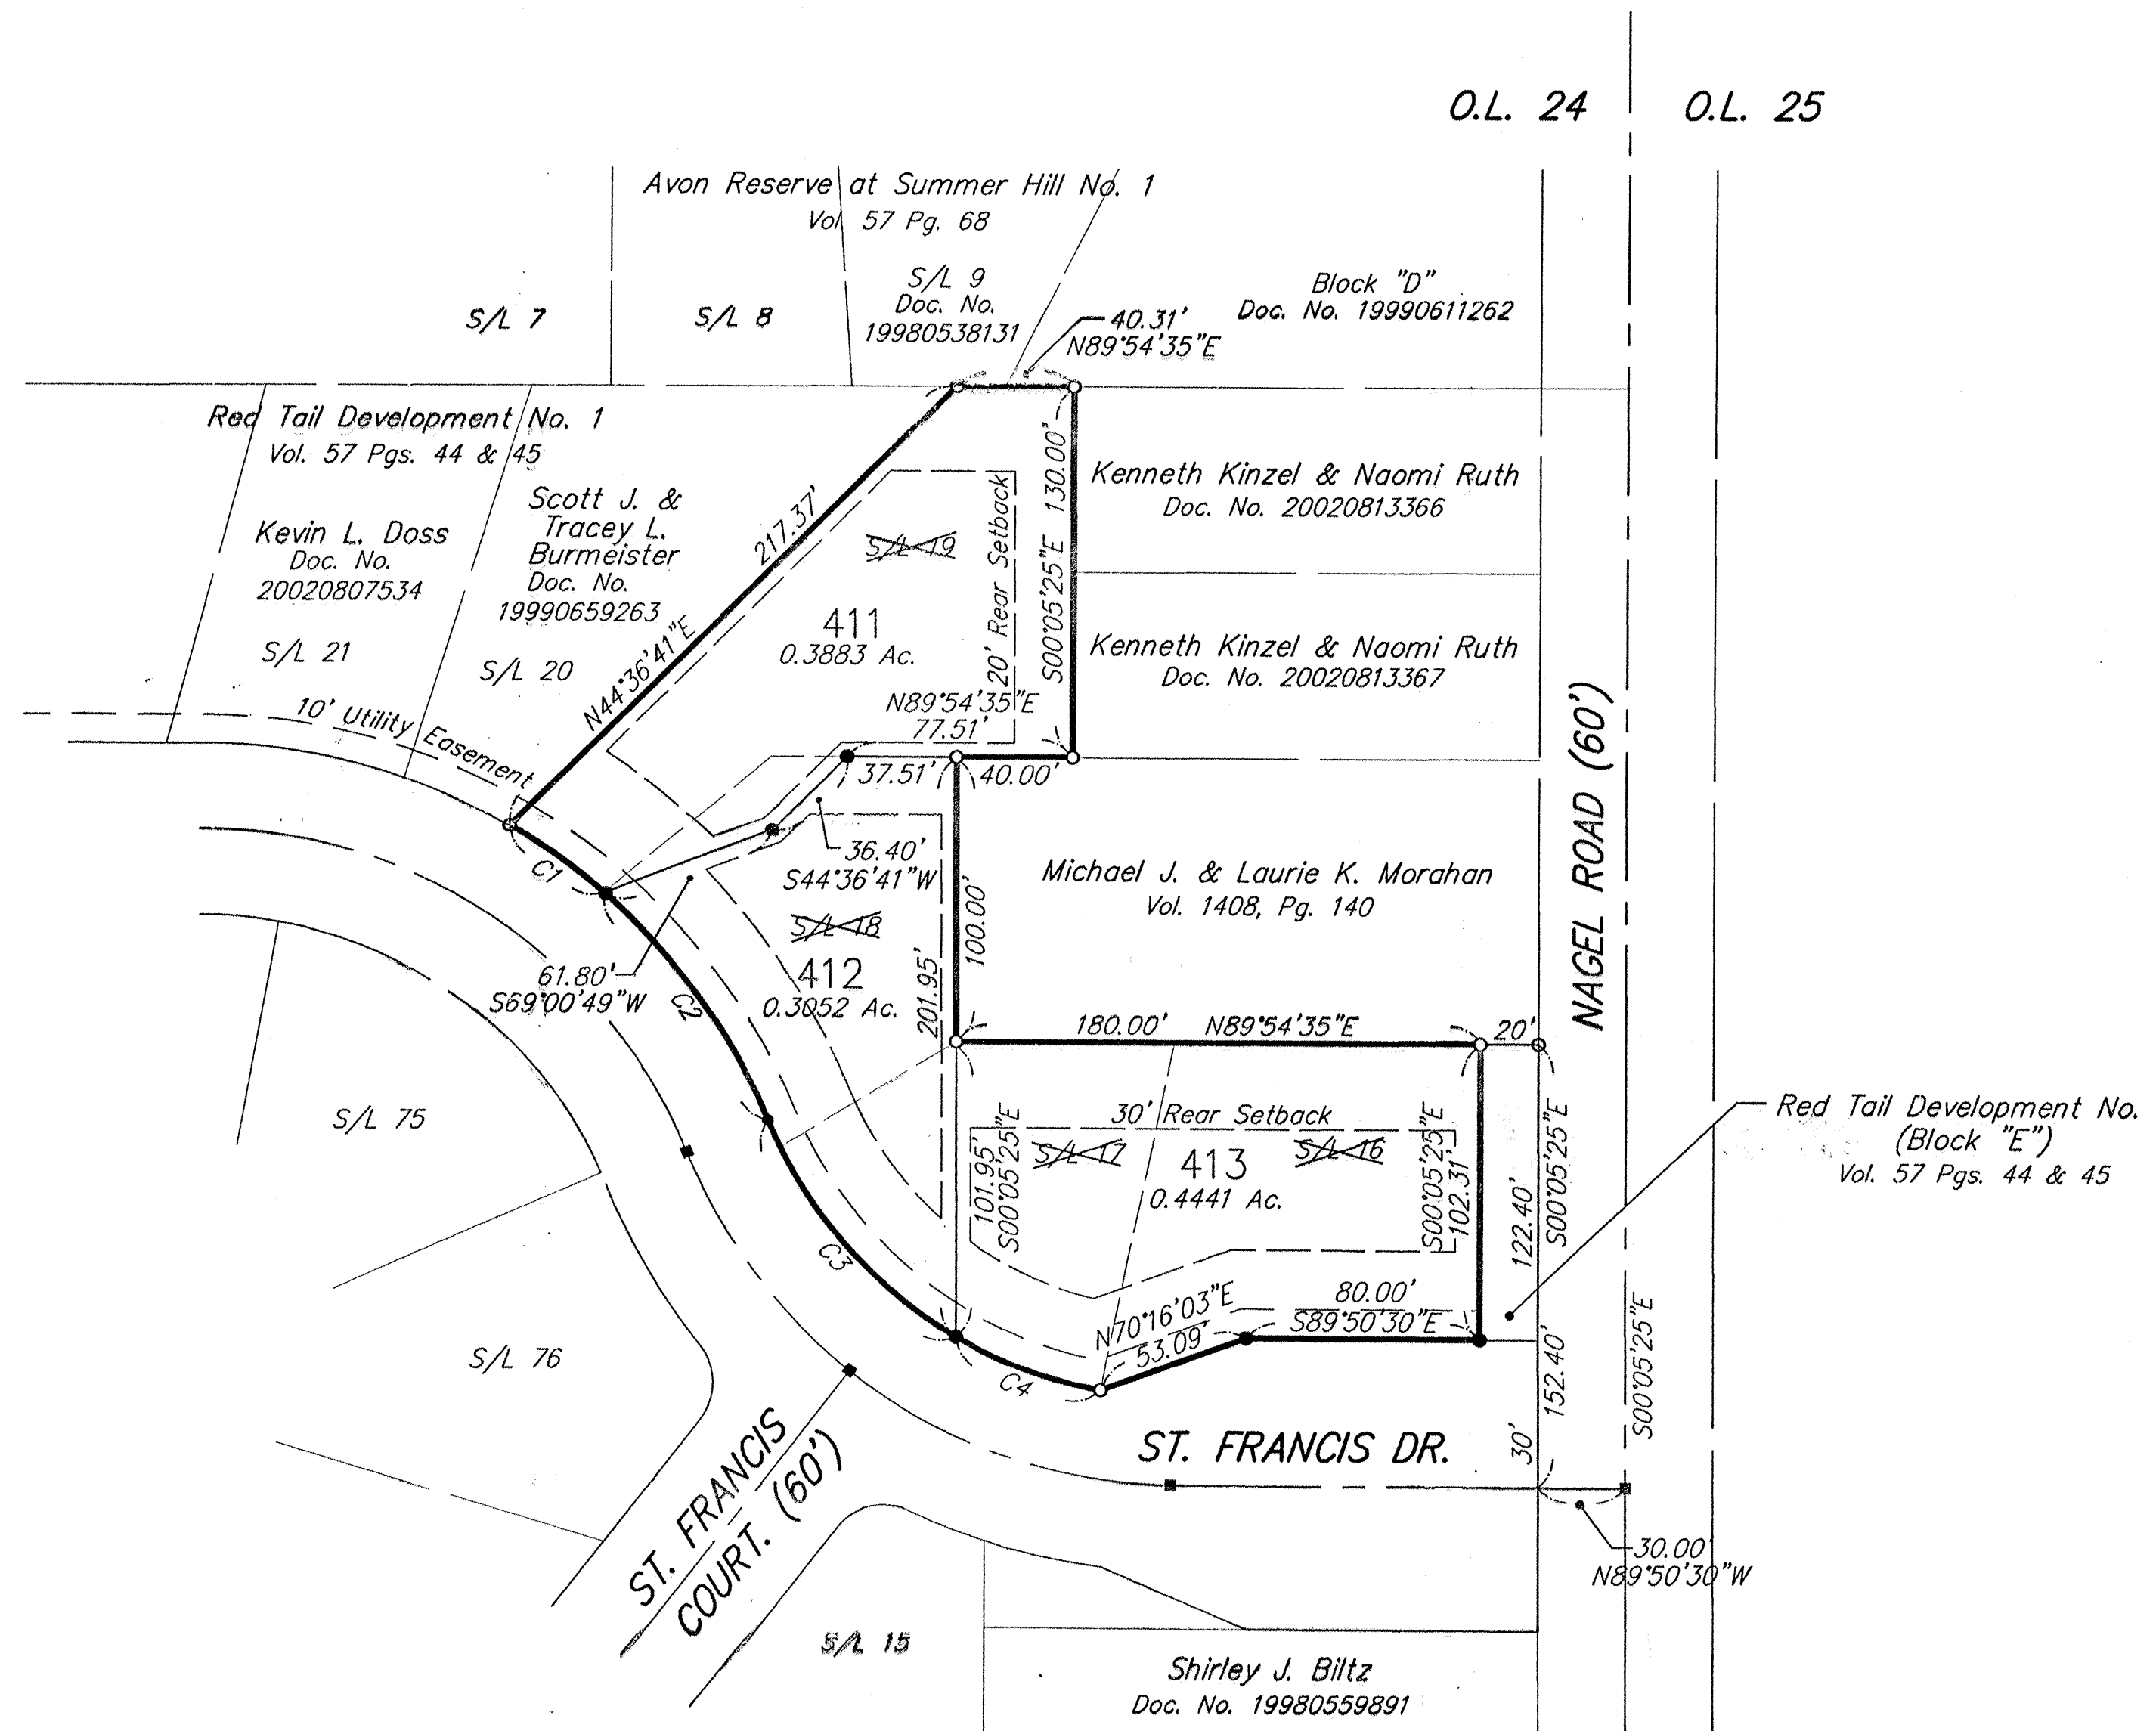 O.L. 24
O.L. 25
Avon Reserve at Summer Hill No. 1
Vol. 57 Pg. 68
S/L 7
S/L 8
S/L 9
Doc. No.
19980538131
Block "D"
Doc. No. 19990611262
40.31'
N89°54'35"E
Red Tail Development No. 1
Vol. 57 Pgs. 44 & 45
Kevin L. Doss
Doc. No.
20020807534
S/L 21
Scott J. &
Tracey L.
Burmeister
Doc. No.
19990659263
S/L 20
10' Utility Easement
217.37'
N44°36'41"E
S/L 19
411
0.3883 Ac.
20' Rear Setback
130.00'
S00°05'25"E
Kenneth Kinzel & Naomi Ruth
Doc. No. 20020813366
Kenneth Kinzel & Naomi Ruth
Doc. No. 20020813367
N89°54'35"E
77.51'
37.51'
40.00'
36.40'
S44°36'41"W
S/L 18
412
0.3052 Ac.
61.80'
S69°00'49"W
201.95'
100.00'
Michael J. & Laurie K. Morahan
Vol. 1408, Pg. 140
NAGEL ROAD (60')
C1
C2
C3
C4
180.00' N89°54'35"E
20'
30' Rear Setback
S/L 17
S/L 16
413
0.4441 Ac.
101.95'
S00°05'25"E
S00°05'25"E
102.31'
122.40'
S00°05'25"E
Red Tail Development No.
(Block "E")
Vol. 57 Pgs. 44 & 45
N70°16'03"E
53.09'
80.00'
S89°50'30"E
152.40'
S00°05'25"E
30'
S/L 75
S/L 76
ST. FRANCIS DR.
ST. FRANCIS
COURT. (60')
30.00'
N89°50'30"W
S/L 15
Shirley J. Biltz
Doc. No. 19980559891